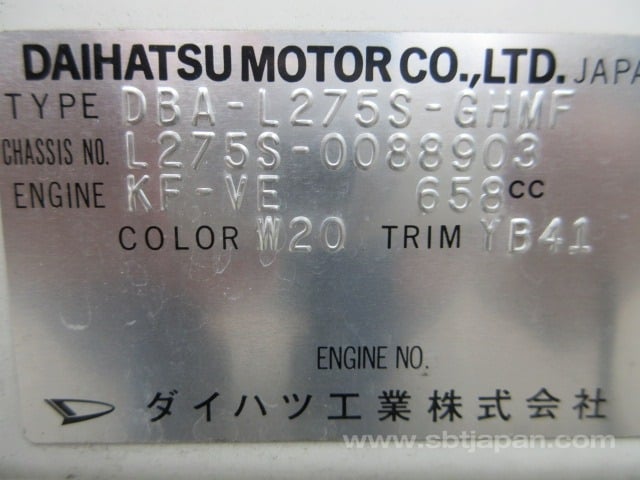 DAIHATSU MOTOR CO.,LTD. JAPA
TYPE DBA-L275S-GHMF
CHASSIS NO. L275S-0088903
ENGINE KF-VE 658CC
COLOR W20 TRIM YB41
ENGINE NO.
ダイハツ工業株式会社
www.sbtjapan.com